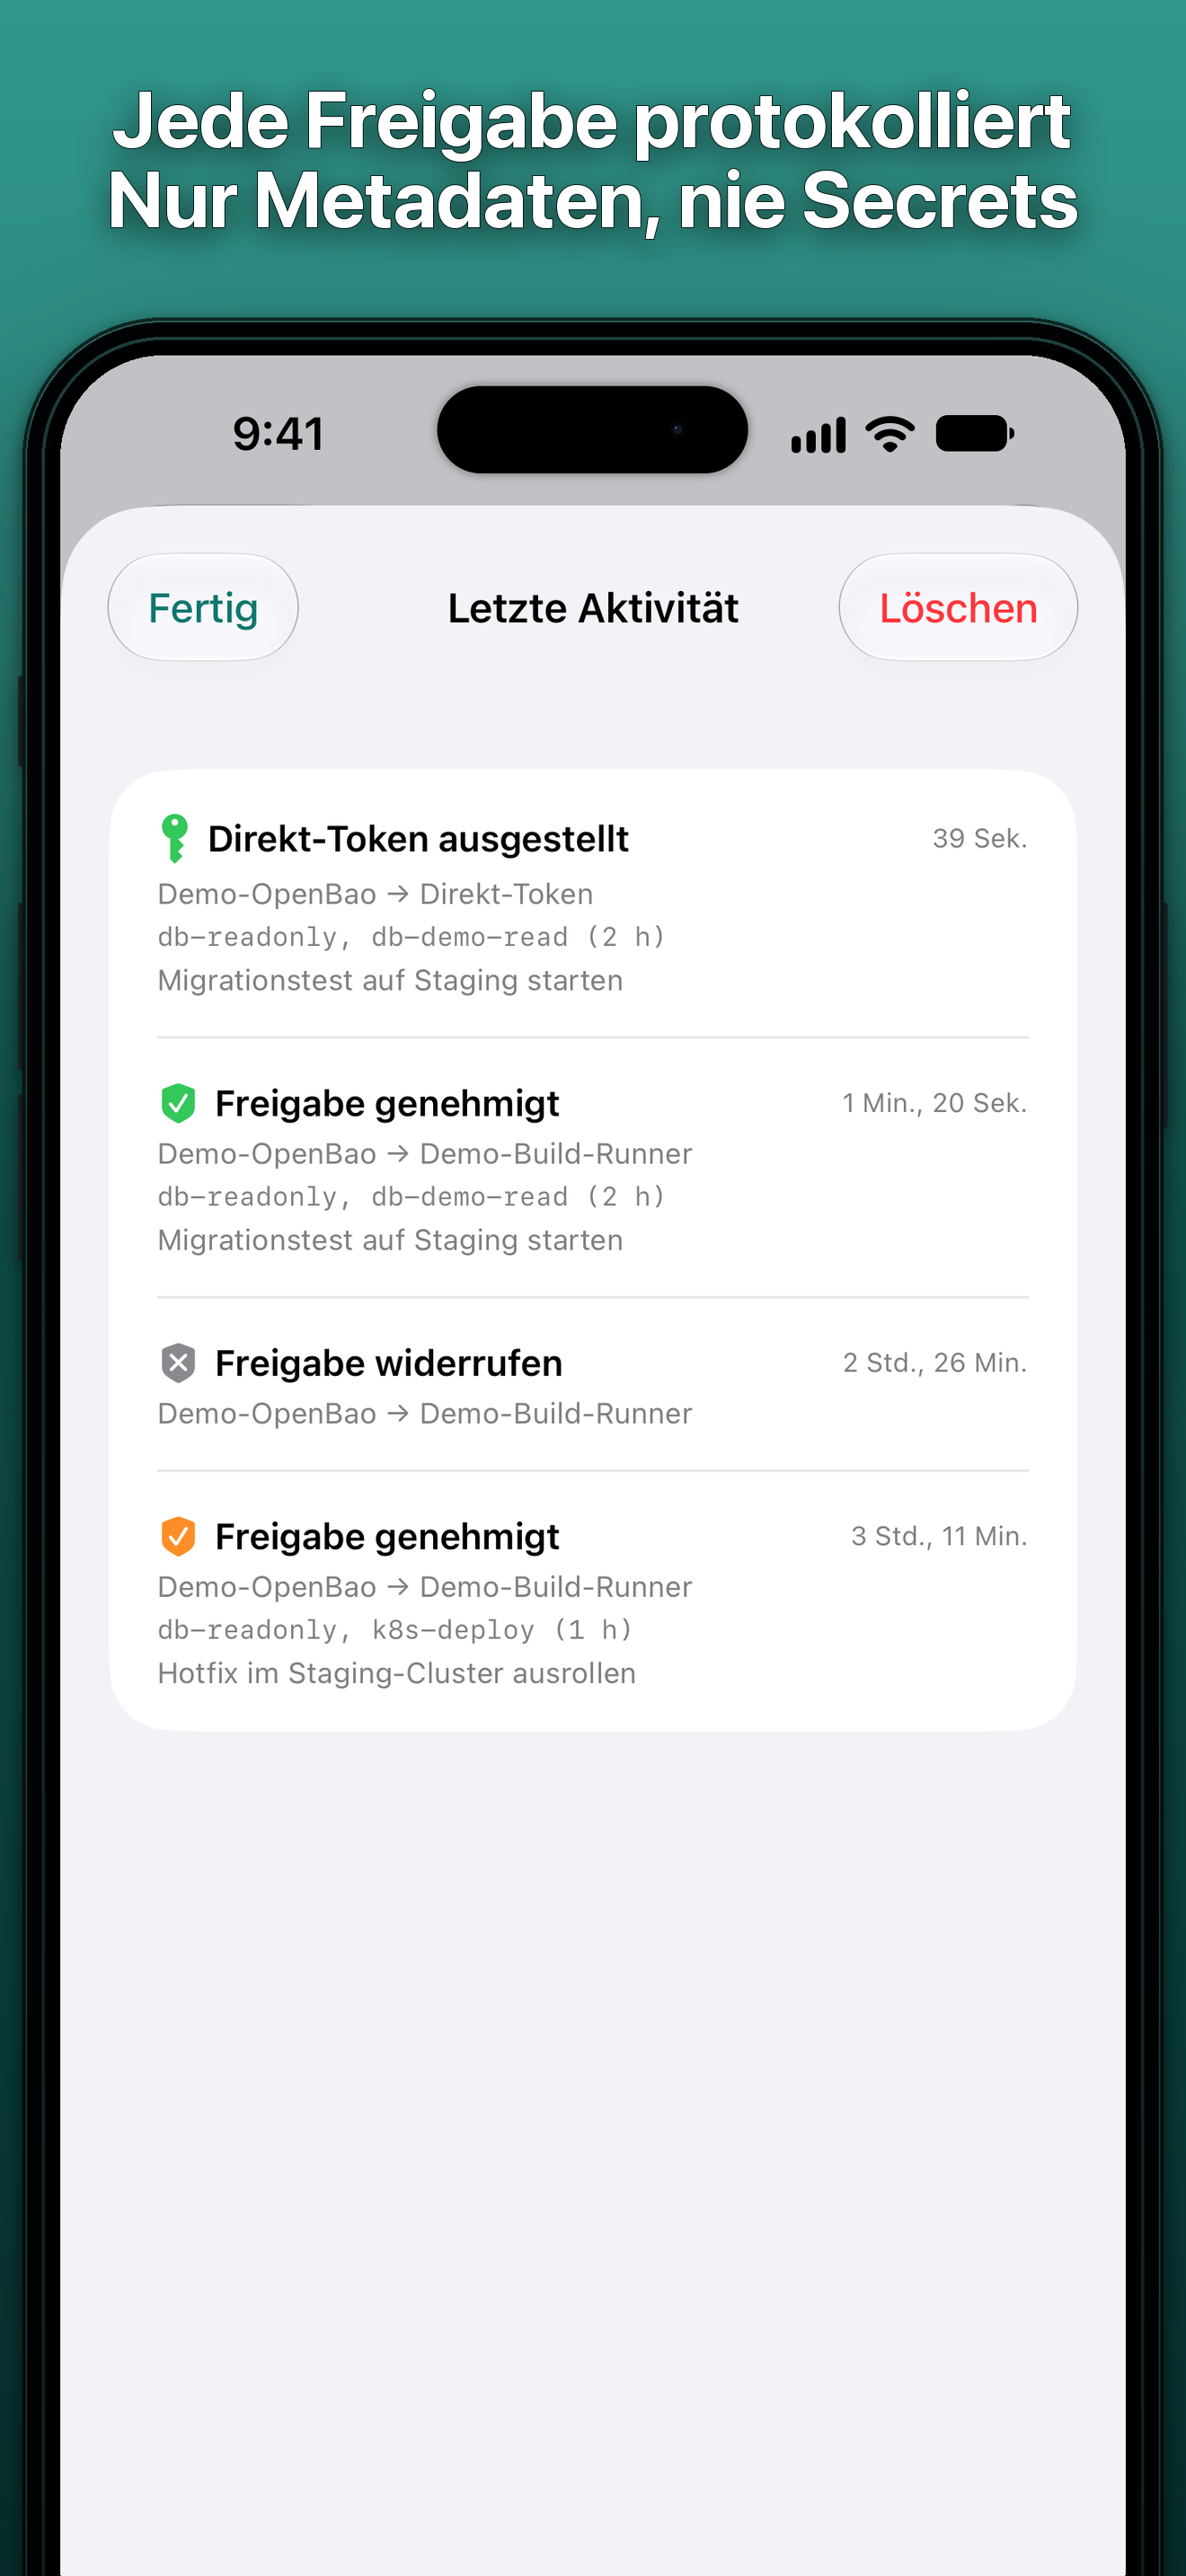 Jede Freigabe protokolliert
Nur Metadaten, nie Secrets
9:41
Fertig
Letzte Aktivität
Löschen
Direkt-Token ausgestellt
39 Sek.
Demo-OpenBao → Direkt-Token
db-readonly, db-demo-read (2 h)
Migrationstest auf Staging starten
Freigabe genehmigt
1 Min., 20 Sek.
Demo-OpenBao → Demo-Build-Runner
db-readonly, db-demo-read (2 h)
Migrationstest auf Staging starten
Freigabe widerrufen
2 Std., 26 Min.
Demo-OpenBao → Demo-Build-Runner
Freigabe genehmigt
3 Std., 11 Min.
Demo-OpenBao → Demo-Build-Runner
db-readonly, k8s-deploy (1 h)
Hotfix im Staging-Cluster ausrollen